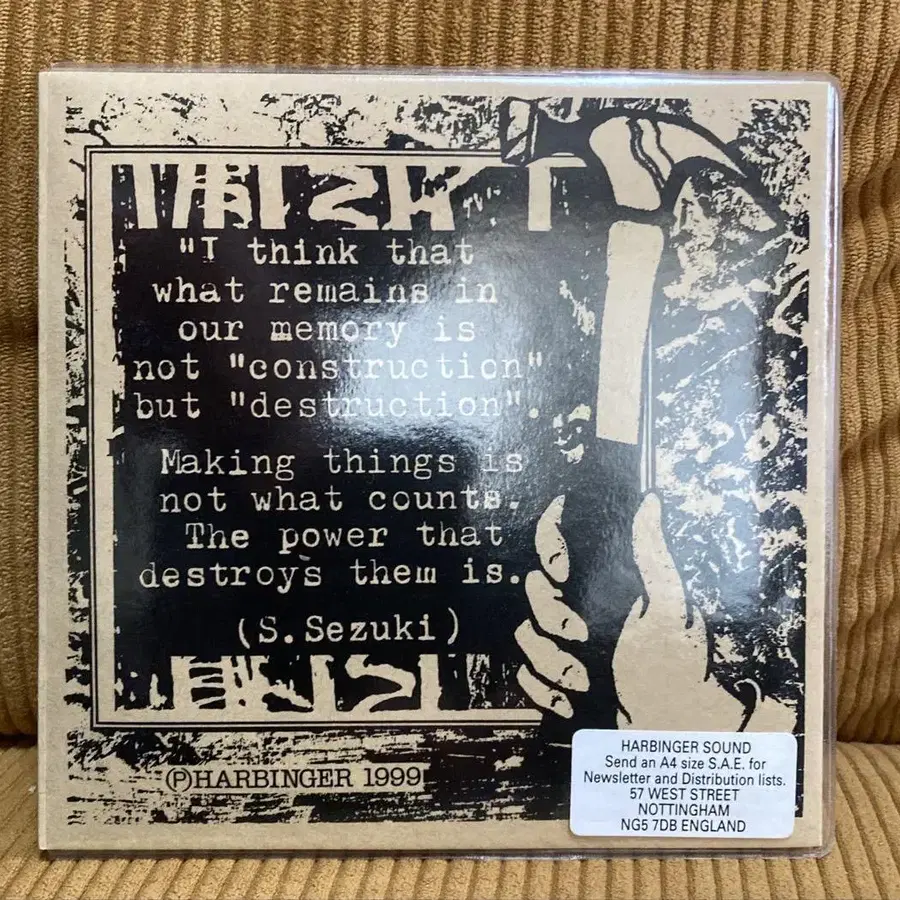 "I think that
what remains in
our memory is
not "construction"
but "destruction".
Making things is
not what counts.
The power that
destroys them is.
(S.Sezuki)
ⓅHARBINGER 1999
HARBINGER SOUND
Send an A4 size S.A.E. for
Newsletter and Distribution lists.
57 WEST STREET
NOTTINGHAM
NG5 7DB ENGLAND